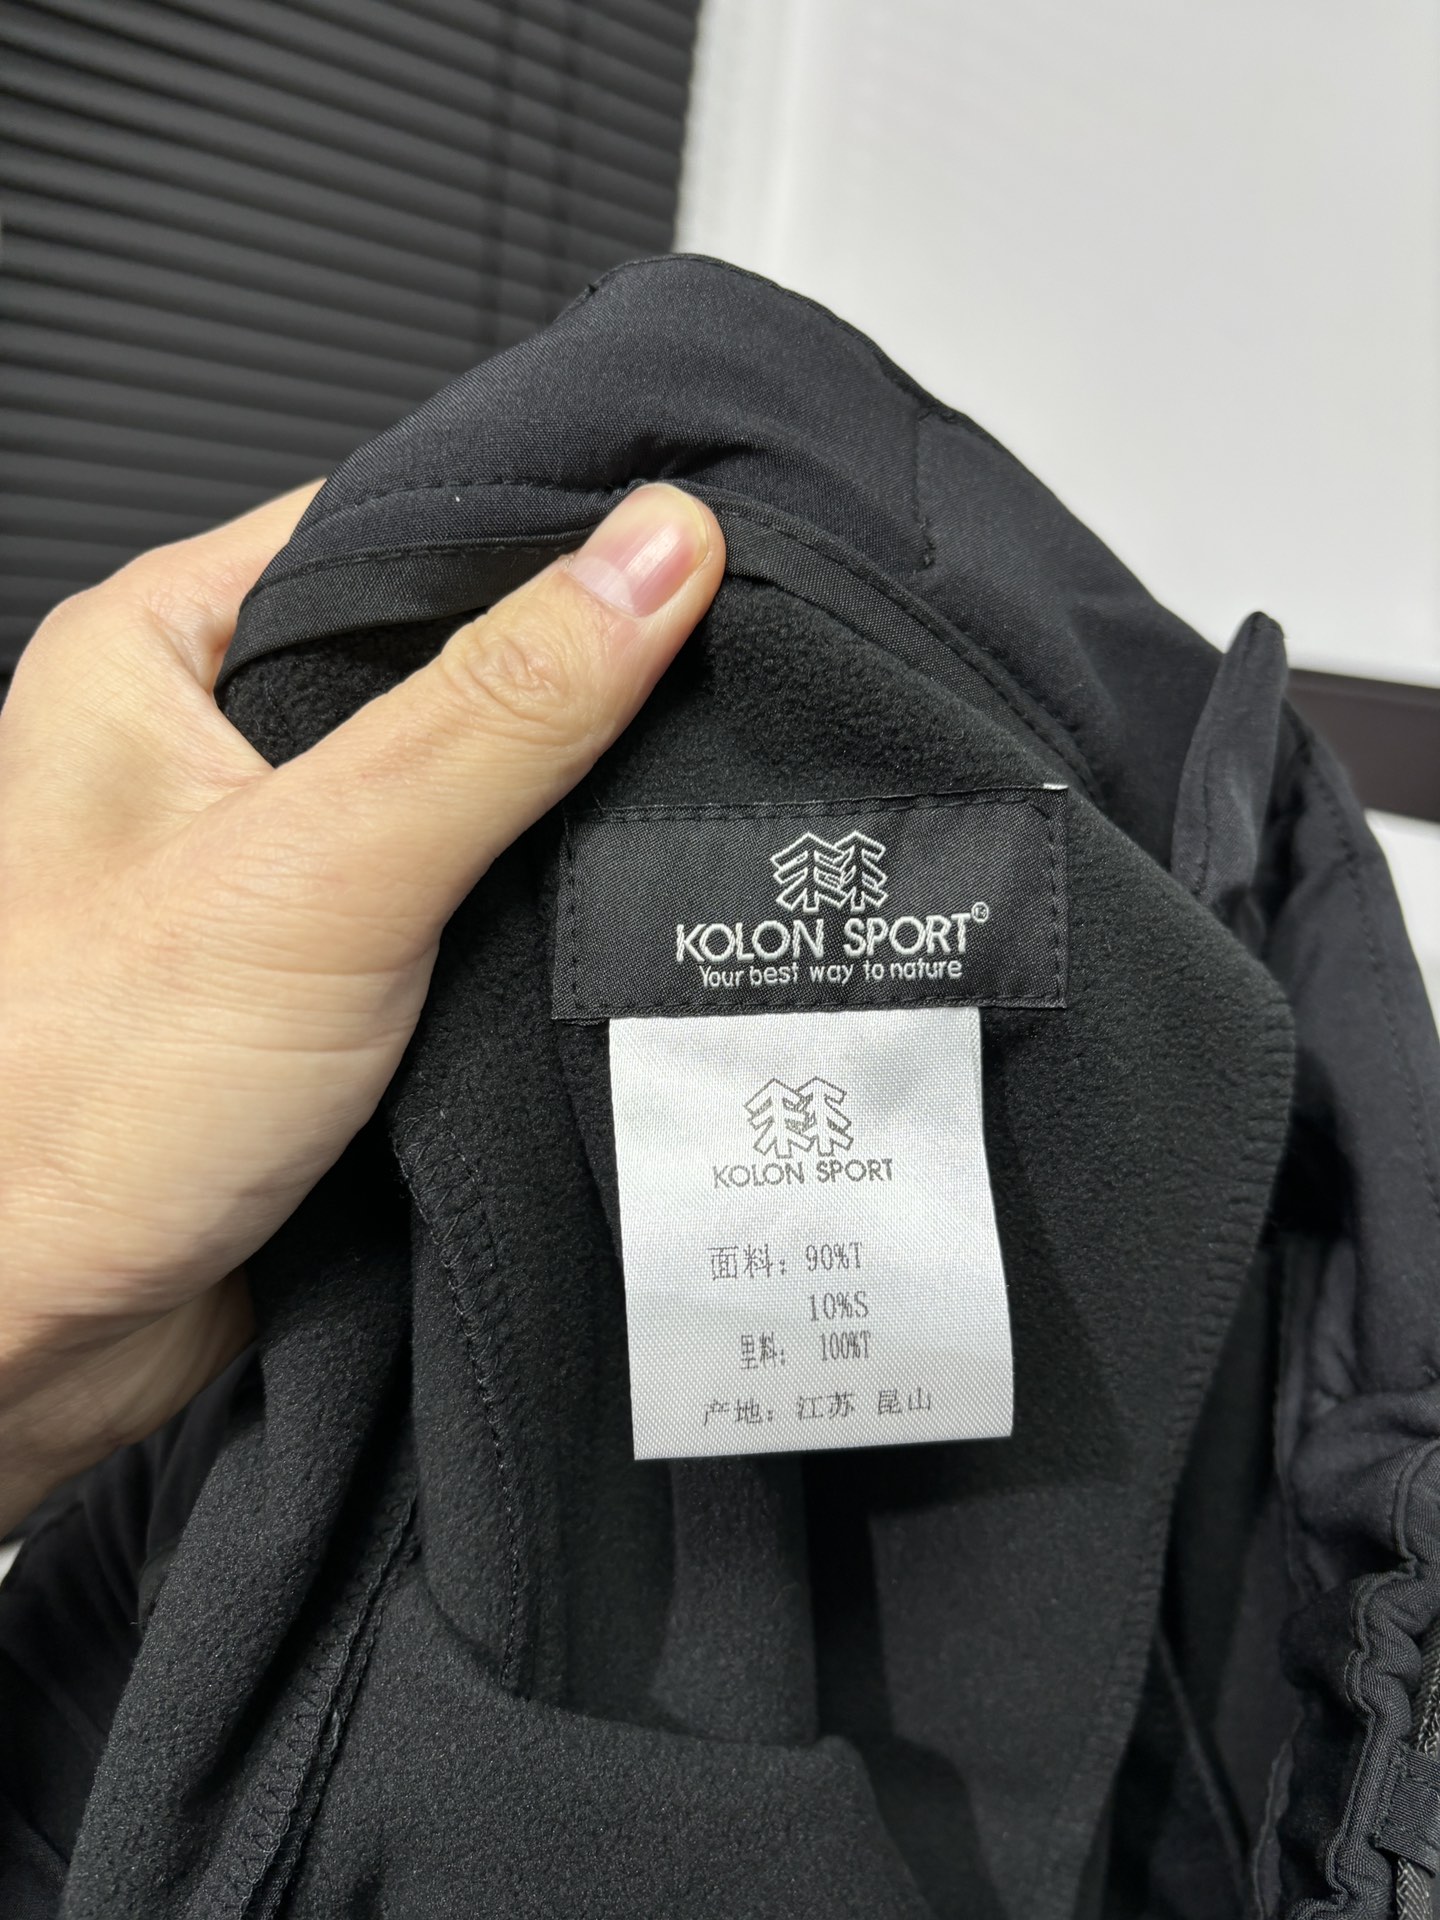 KOLON SPORT®
Your best way to nature
KOLON SPORT
面料：90%T
10%S
里料：100%T
产地：江苏 昆山